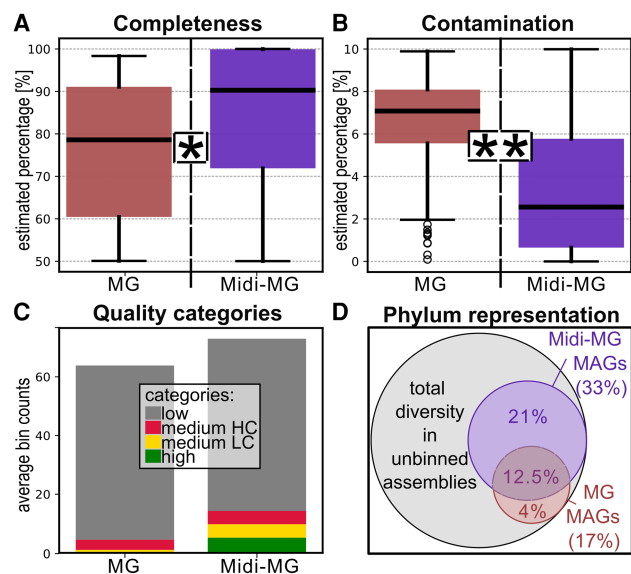 A
Completeness
estimated percentage [%]
100
90
80
70
60
50
*
MG
Midi-MG
B
Contamination
estimated percentage [%]
10
8
6
4
2
0
**
MG
Midi-MG
C
Quality categories
average bin counts
60
40
20
0
categories:
low
medium HC
medium LC
high
MG
Midi-MG
D
Phylum representation
Midi-MG
MAGs
(33%)
total
diversity
in
unbinned
assemblies
21%
12.5%
4%
MG
MAGs
(17%)